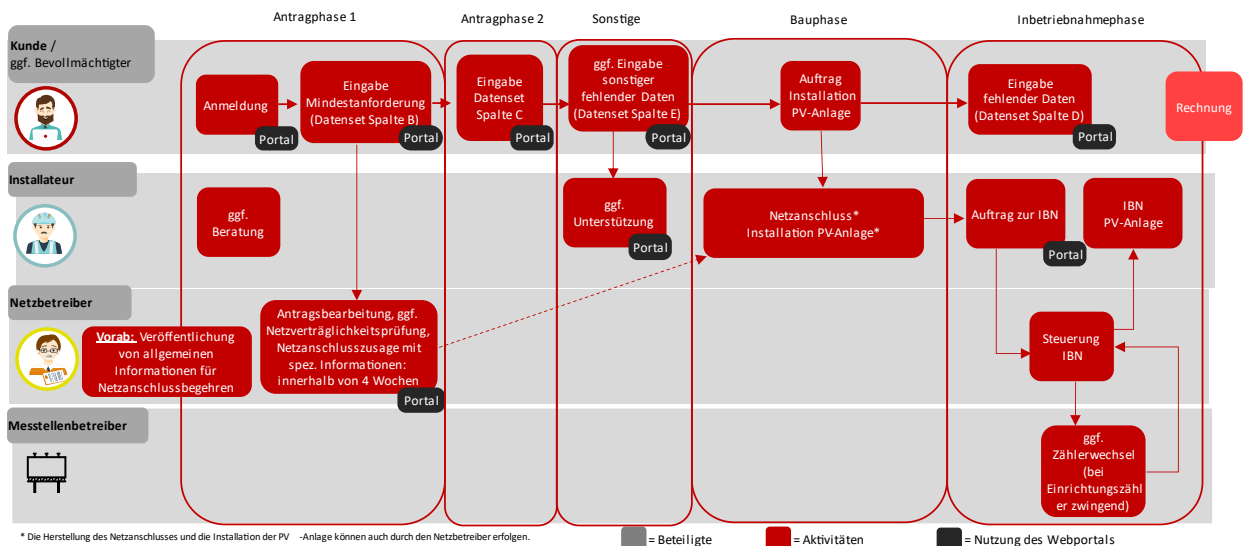 Antragphase 1
Antragphase 2
Sonstige
Bauphase
Inbetriebnahmephase
Kunde /
ggf. Bevollmächtigter
Anmeldung
Portal
Eingabe
Mindestanforderung
(Datenset Spalte B)
Portal
Eingabe
Datenset
Spalte C
Portal
ggf. Eingabe
sonstiger
fehlender Daten
(Datenset Spalte E)
Portal
Auftrag
Installation
PV-Anlage
Eingabe
fehlender Daten
(Datenset Spalte D)
Portal
Rechnung
Installateur
ggf.
Beratung
ggf.
Unterstützung
Portal
Netzanschluss*
Installation PV-Anlage*
Auftrag zur IBN
Portal
IBN
PV-Anlage
Netzbetreiber
Vorab: Veröffentlichung
von allgemeinen
Informationen für
Netzanschlussbegehren
Antragsbearbeitung, ggf.
Netzverträglichkeitsprüfung,
Netzanschlusszusage mit
spez. Informationen:
innerhalb von 4 Wochen
Portal
Steuerung
IBN
Messtellenbetreiber
ggf.
Zählerwechsel
(bei
Einrichtungszähl
er zwingend)
* Die Herstellung des Netzanschlusses und die Installation der PV -Anlage können auch durch den Netzbetreiber erfolgen.
= Beteiligte
= Aktivitäten
= Nutzung des Webportals